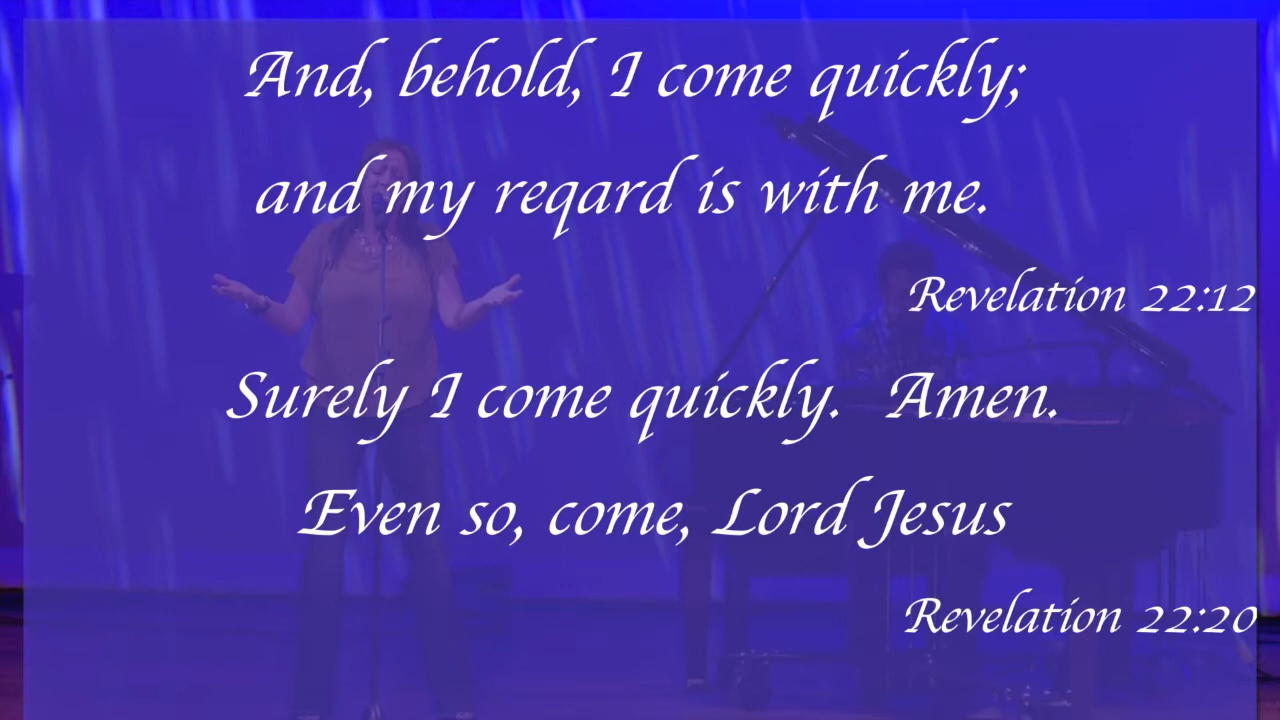 And, behold, I come quickly;
and my reqard is with me.
Revelation 22:12
Surely I come quickly. Amen.
Even so, come, Lord Jesus
Revelation 22:20